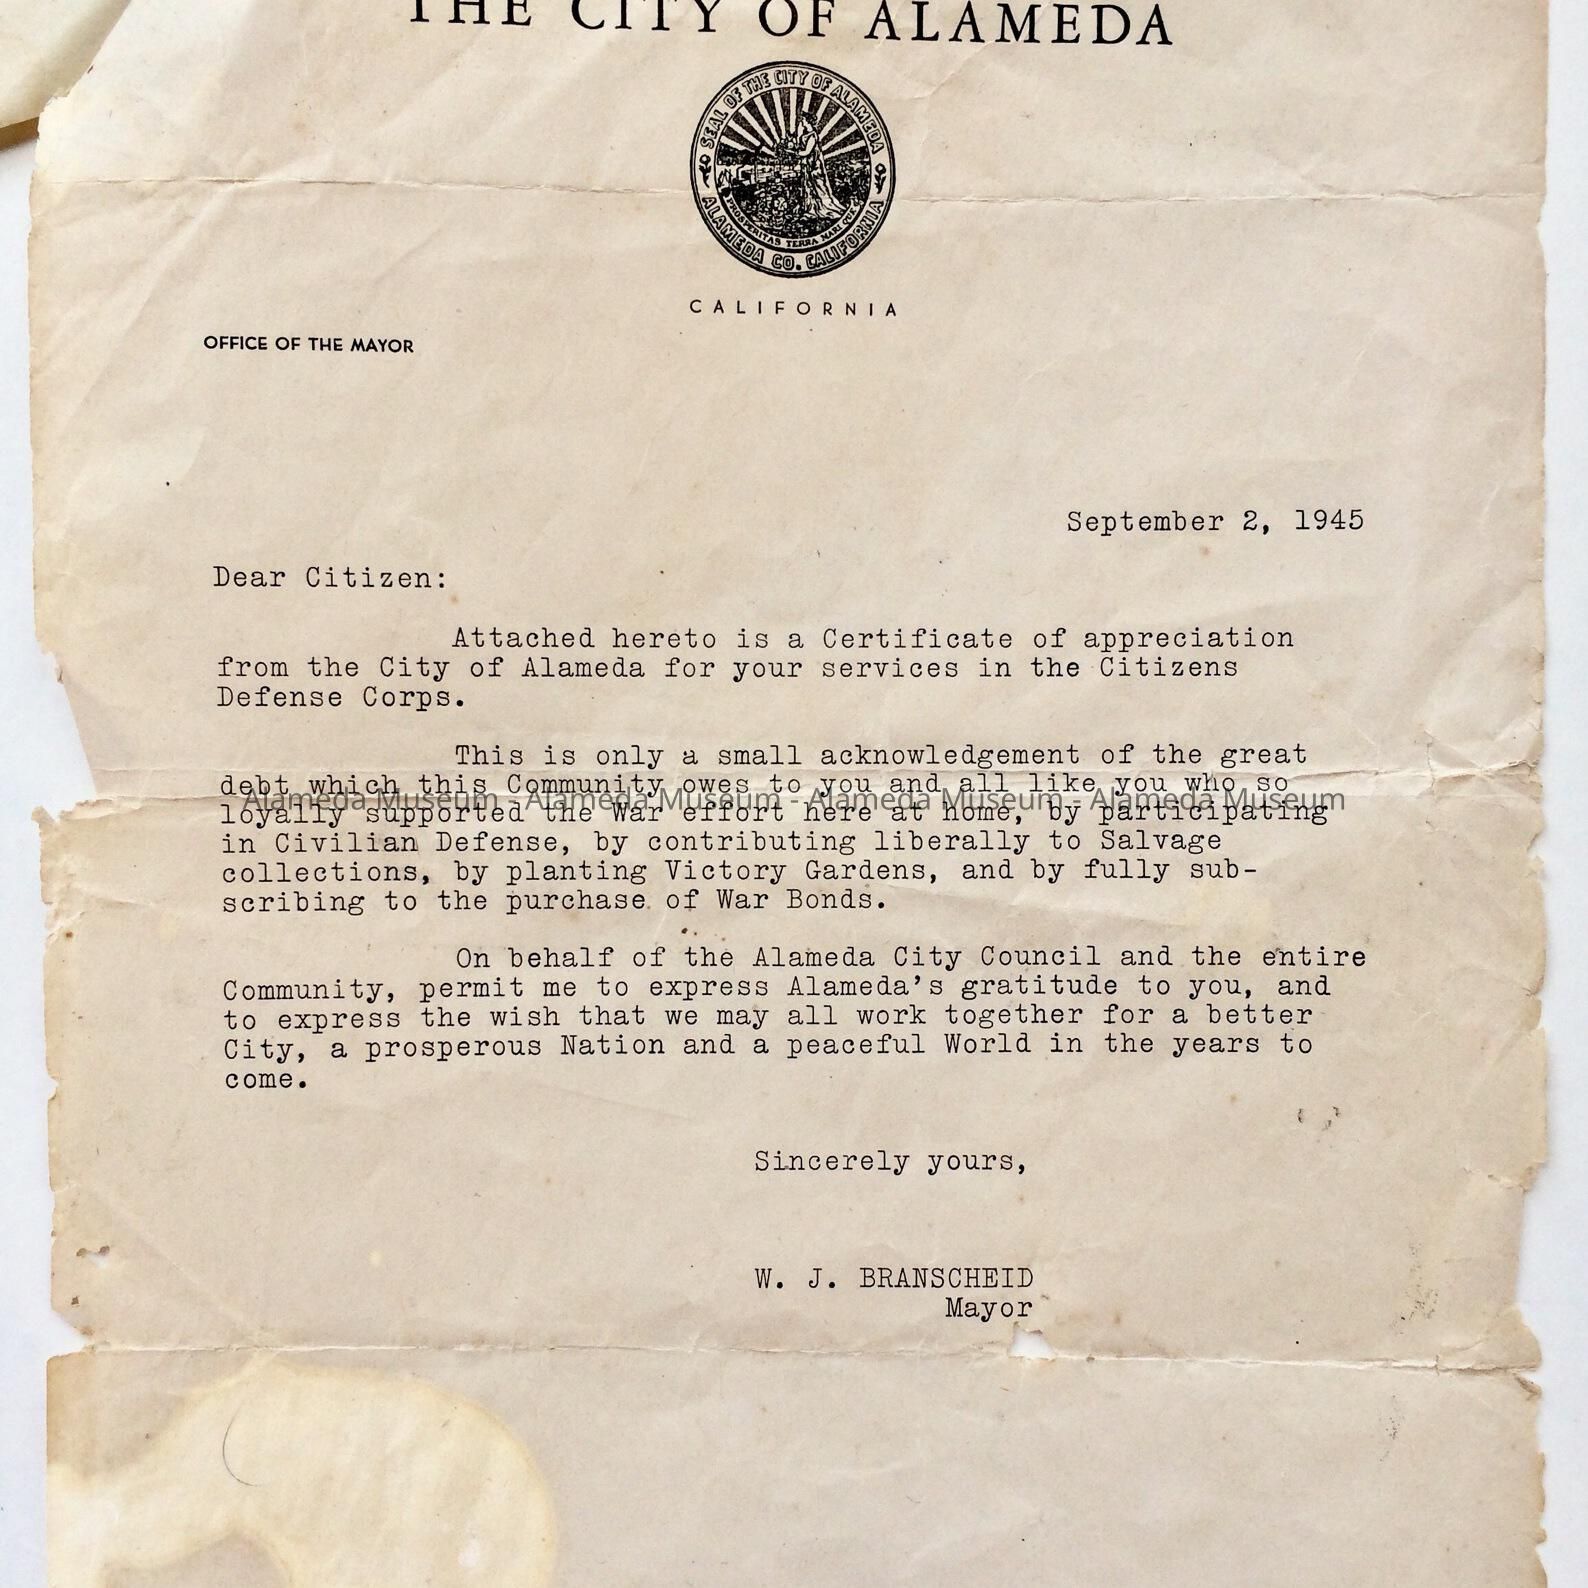 THE CITY OF ALAMEDA
SEAL OF THE CITY OF ALAMEDA
PROSPERITAS TERRA MARI QUE
ALAMEDA CO. CALIFORNIA
CALIFORNIA
OFFICE OF THE MAYOR
September 2, 1945
Dear Citizen:
Attached hereto is a Certificate of appreciation
from the City of Alameda for your services in the Citizens
Defense Corps.
This is only a small acknowledgement of the great
debt which this Community owes to you and all like you who so
Alameda Museum - Alameda Museum - Alameda Museum - Alameda Museum
loyally supported the War effort here at home, by participating
in Civilian Defense, by contributing liberally to Salvage
collections, by planting Victory Gardens, and by fully sub-
scribing to the purchase of War Bonds.
On behalf of the Alameda City Council and the entire
Community, permit me to express Alameda's gratitude to you, and
to express the wish that we may all work together for a better
City, a prosperous Nation and a peaceful World in the years to
come.
Sincerely yours,
W. J. BRANSCHEID
Mayor